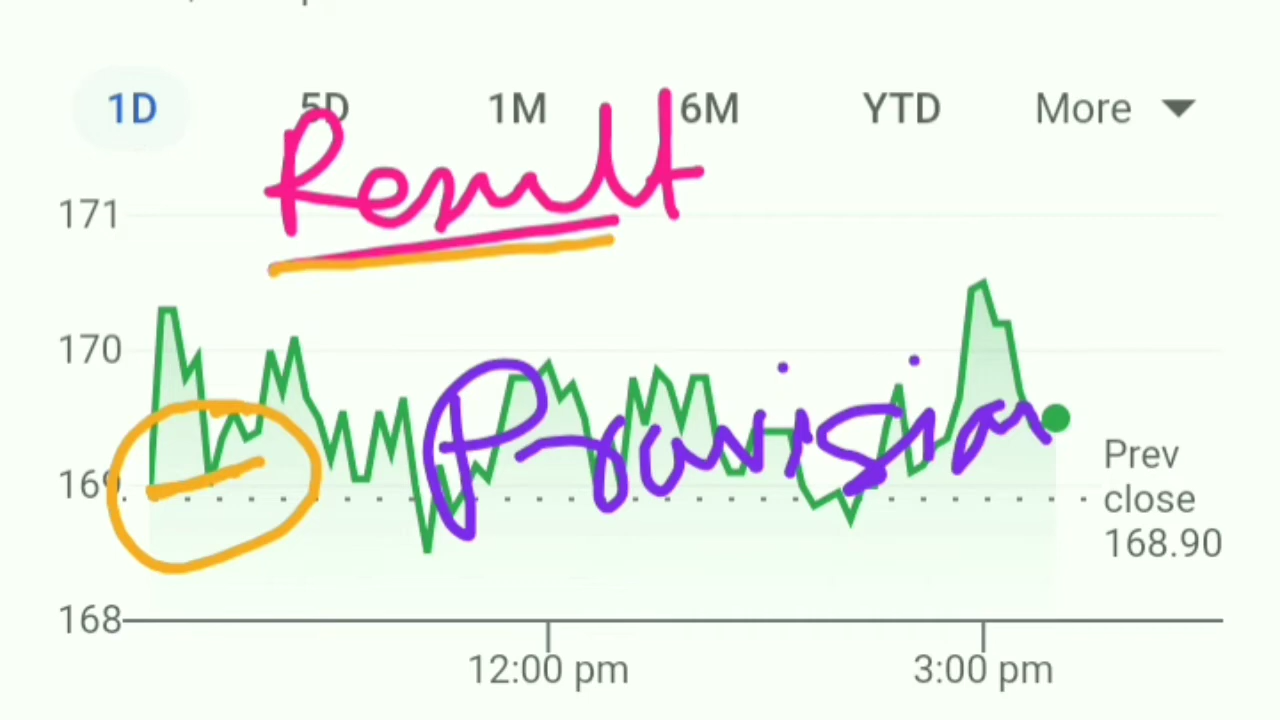 1D 5D 1M 6M YTD More
Result
171
170
169
168
Provision
Prev
close
168.90
12:00 pm 3:00 pm